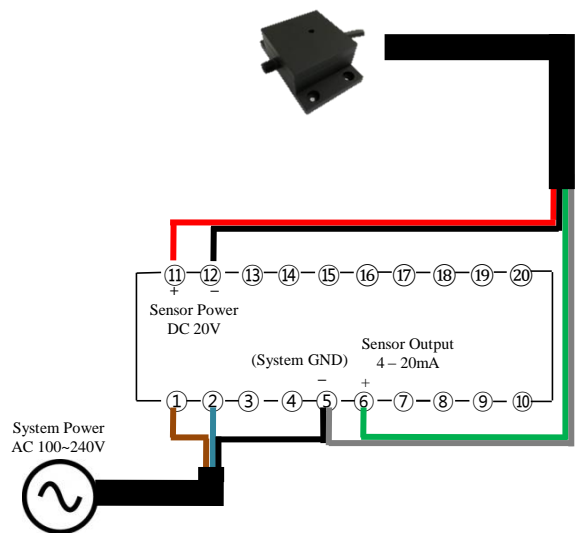 ⑪ ⑫ ⑬ ⑭ ⑮ ⑯ ⑰ ⑱ ⑲ ⑳
+ −
Sensor Power
DC 20V
Sensor Output
4 – 20mA
(System GND)
− +
① ② ③ ④ ⑤ ⑥ ⑦ ⑧ ⑨ ⑩
System Power
AC 100~240V